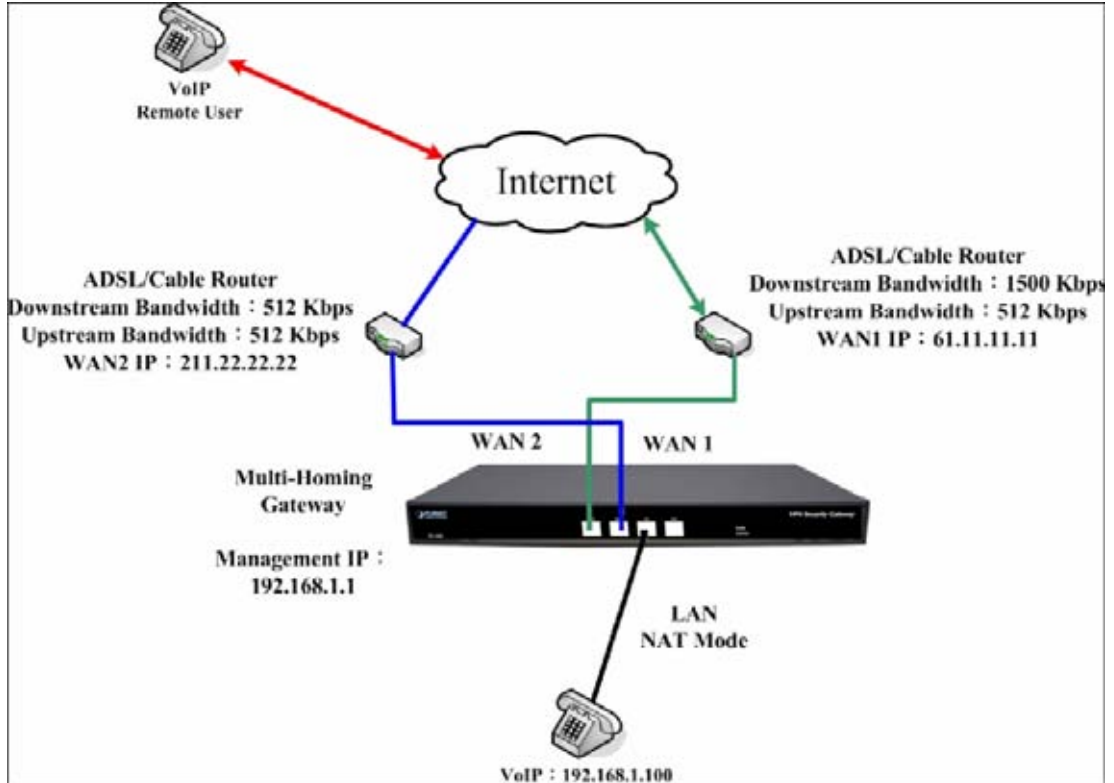 VoIP
Remote User
Internet
ADSL/Cable Router
Downstream Bandwidth：512 Kbps
Upstream Bandwidth：512 Kbps
WAN2 IP：211.22.22.22
ADSL/Cable Router
Downstream Bandwidth：1500 Kbps
Upstream Bandwidth：512 Kbps
WAN1 IP：61.11.11.11
WAN 2
WAN 1
Multi-Homing
Gateway
Management IP：
192.168.1.1
VPN Security Gateway
LAN
NAT Mode
VoIP：192.168.1.100